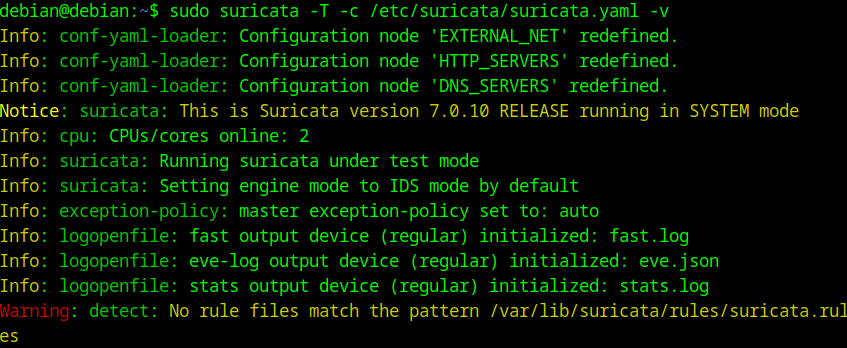 debian@debian:~$ sudo suricata -T -c /etc/suricata/suricata.yaml -v
Info: conf-yaml-loader: Configuration node 'EXTERNAL_NET' redefined.
Info: conf-yaml-loader: Configuration node 'HTTP_SERVERS' redefined.
Info: conf-yaml-loader: Configuration node 'DNS_SERVERS' redefined.
Notice: suricata: This is Suricata version 7.0.10 RELEASE running in SYSTEM mode
Info: cpu: CPUs/cores online: 2
Info: suricata: Running suricata under test mode
Info: suricata: Setting engine mode to IDS mode by default
Info: exception-policy: master exception-policy set to: auto
Info: logopenfile: fast output device (regular) initialized: fast.log
Info: logopenfile: eve-log output device (regular) initialized: eve.json
Info: logopenfile: stats output device (regular) initialized: stats.log
Warning: detect: No rule files match the pattern /var/lib/suricata/rules/suricata.rul
es